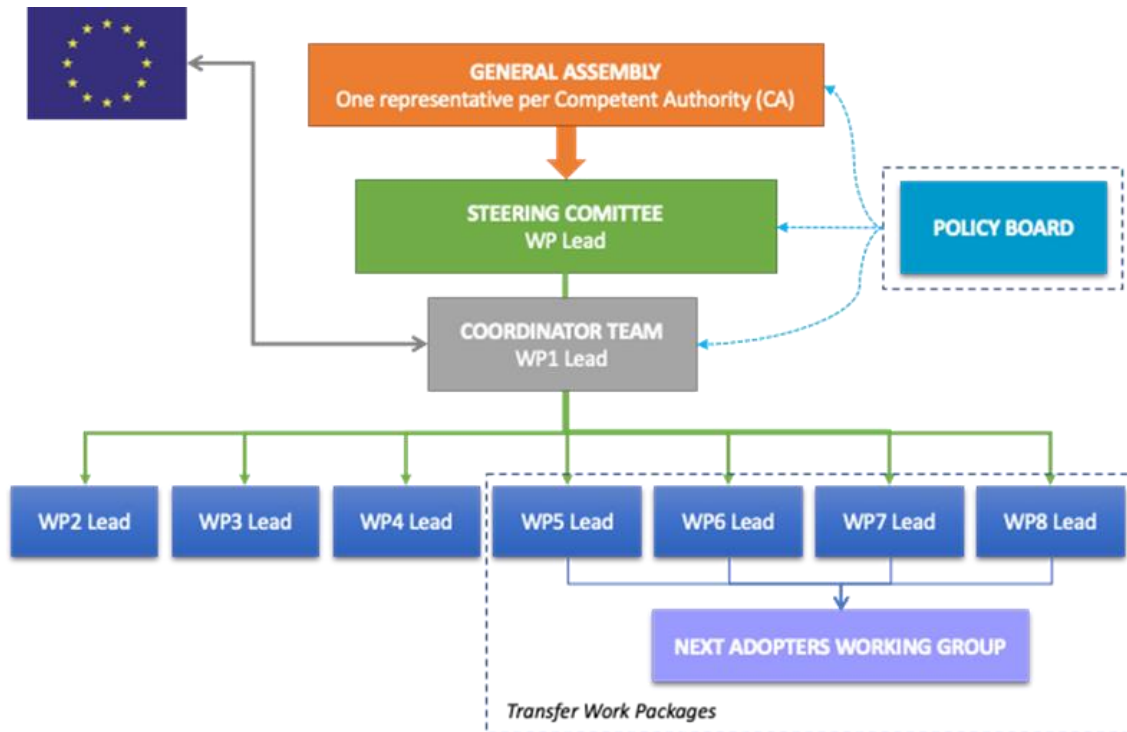 GENERAL ASSEMBLY
One representative per Competent Authority (CA)
STEERING COMITTEE
WP Lead
POLICY BOARD
COORDINATOR TEAM
WP1 Lead
WP2 Lead
WP3 Lead
WP4 Lead
WP5 Lead
WP6 Lead
WP7 Lead
WP8 Lead
NEXT ADOPTERS WORKING GROUP
Transfer Work Packages